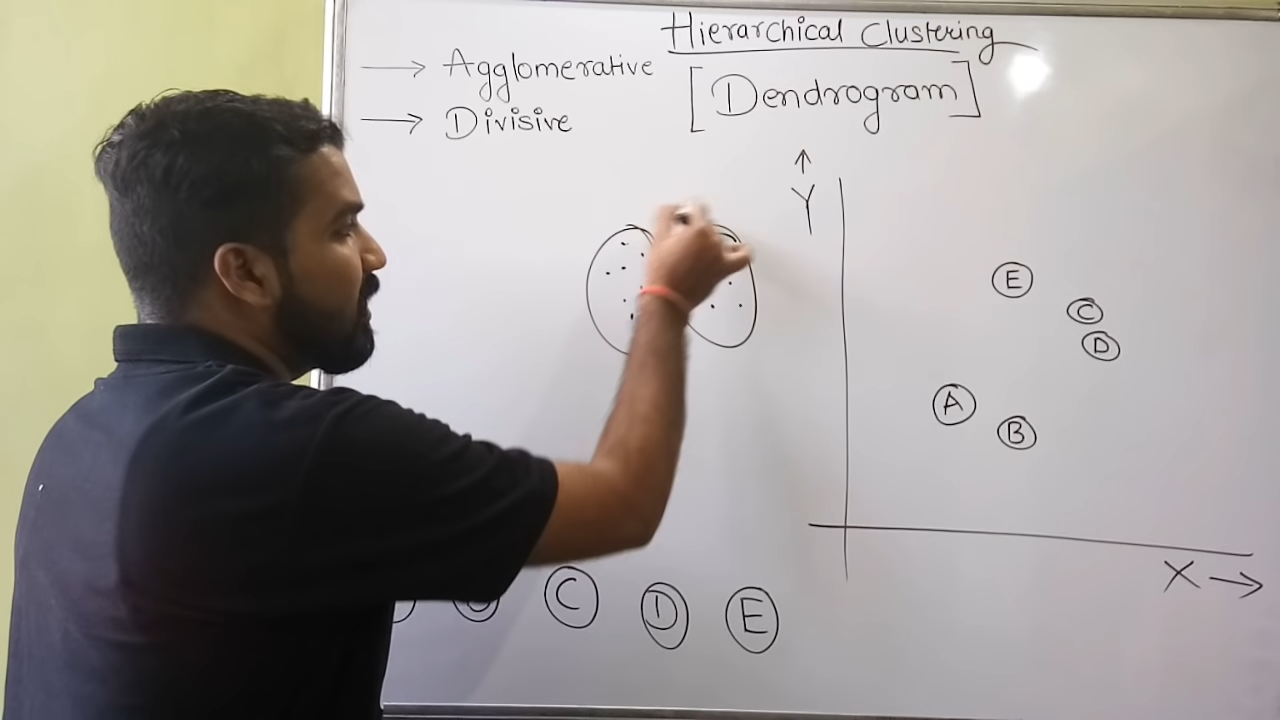 Hierarchical Clustering
→ Agglomerative
[Dendrogram]
→ Divisive
↑
Y
E
C
D
A
B
X →
C D E